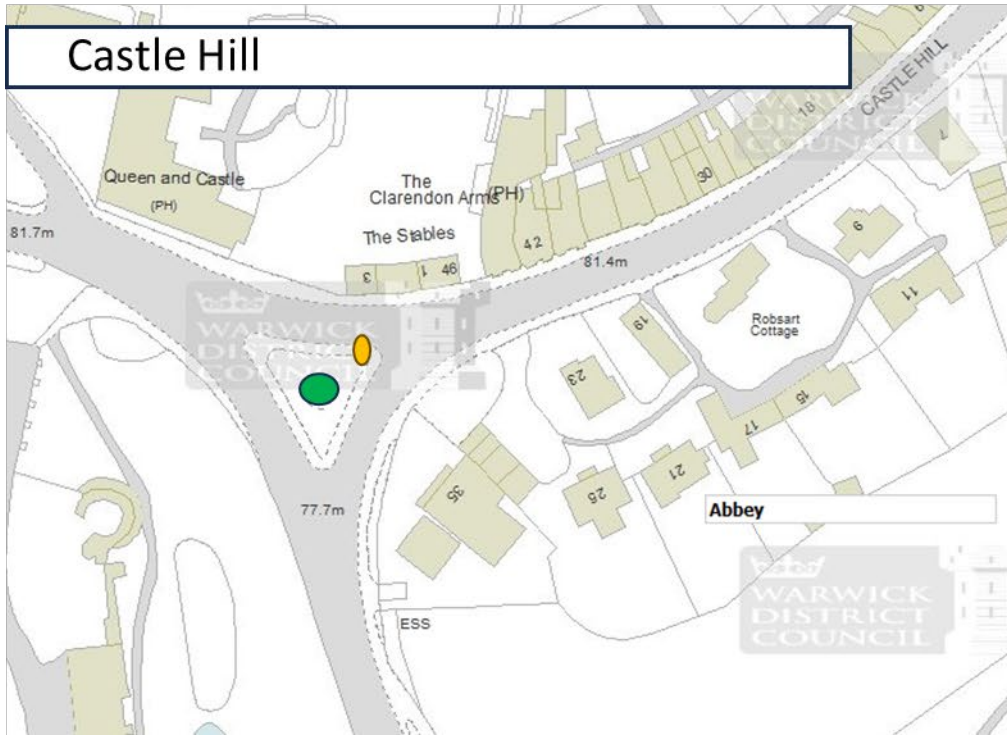 Castle Hill
CASTLE HILL
WARWICK
DISTRICT
COUNCIL
18
7
Queen and Castle
(PH)
The
Clarendon Arms
(PH)
30
9
The Stables
42
81.7m
3
1
46
81.4m
11
WARWICK
DISTRICT
COUNCIL
19
Robsart
Cottage
23
15
17
21
25
35
77.7m
Abbey
ESS
WARWICK
DISTRICT
COUNCIL